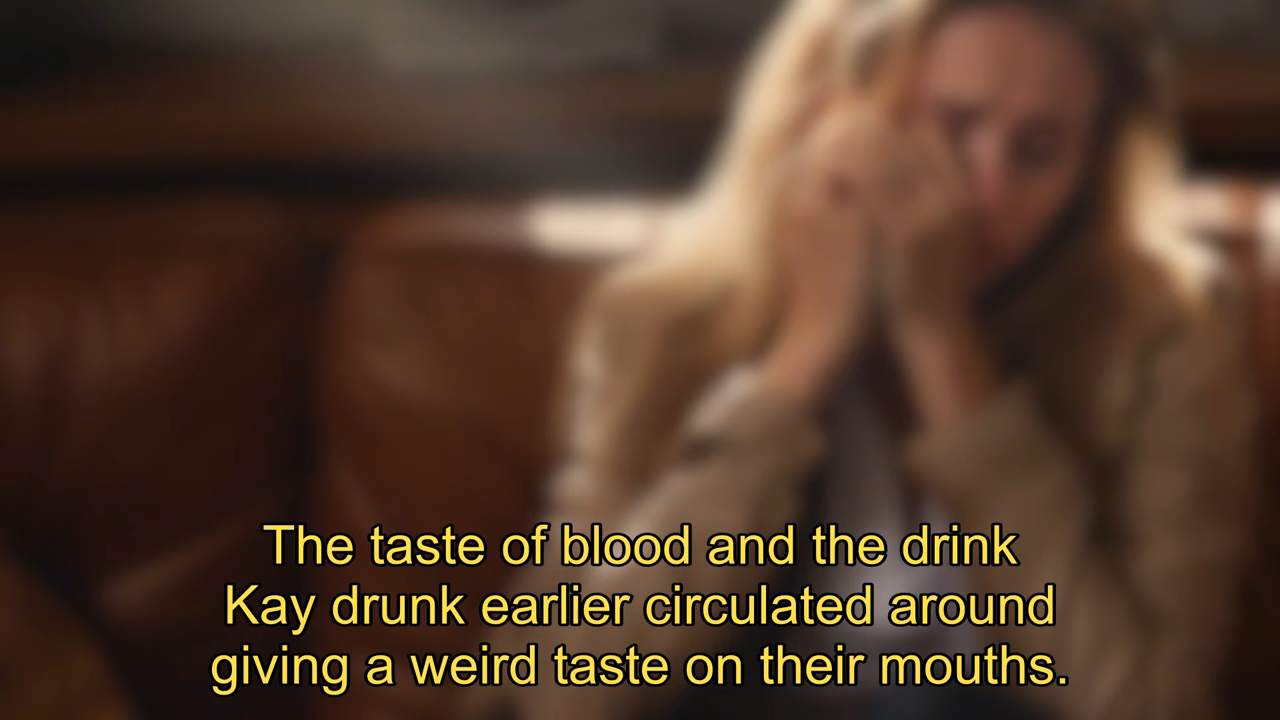 The taste of blood and the drink
Kay drunk earlier circulated around
giving a weird taste on their mouths.